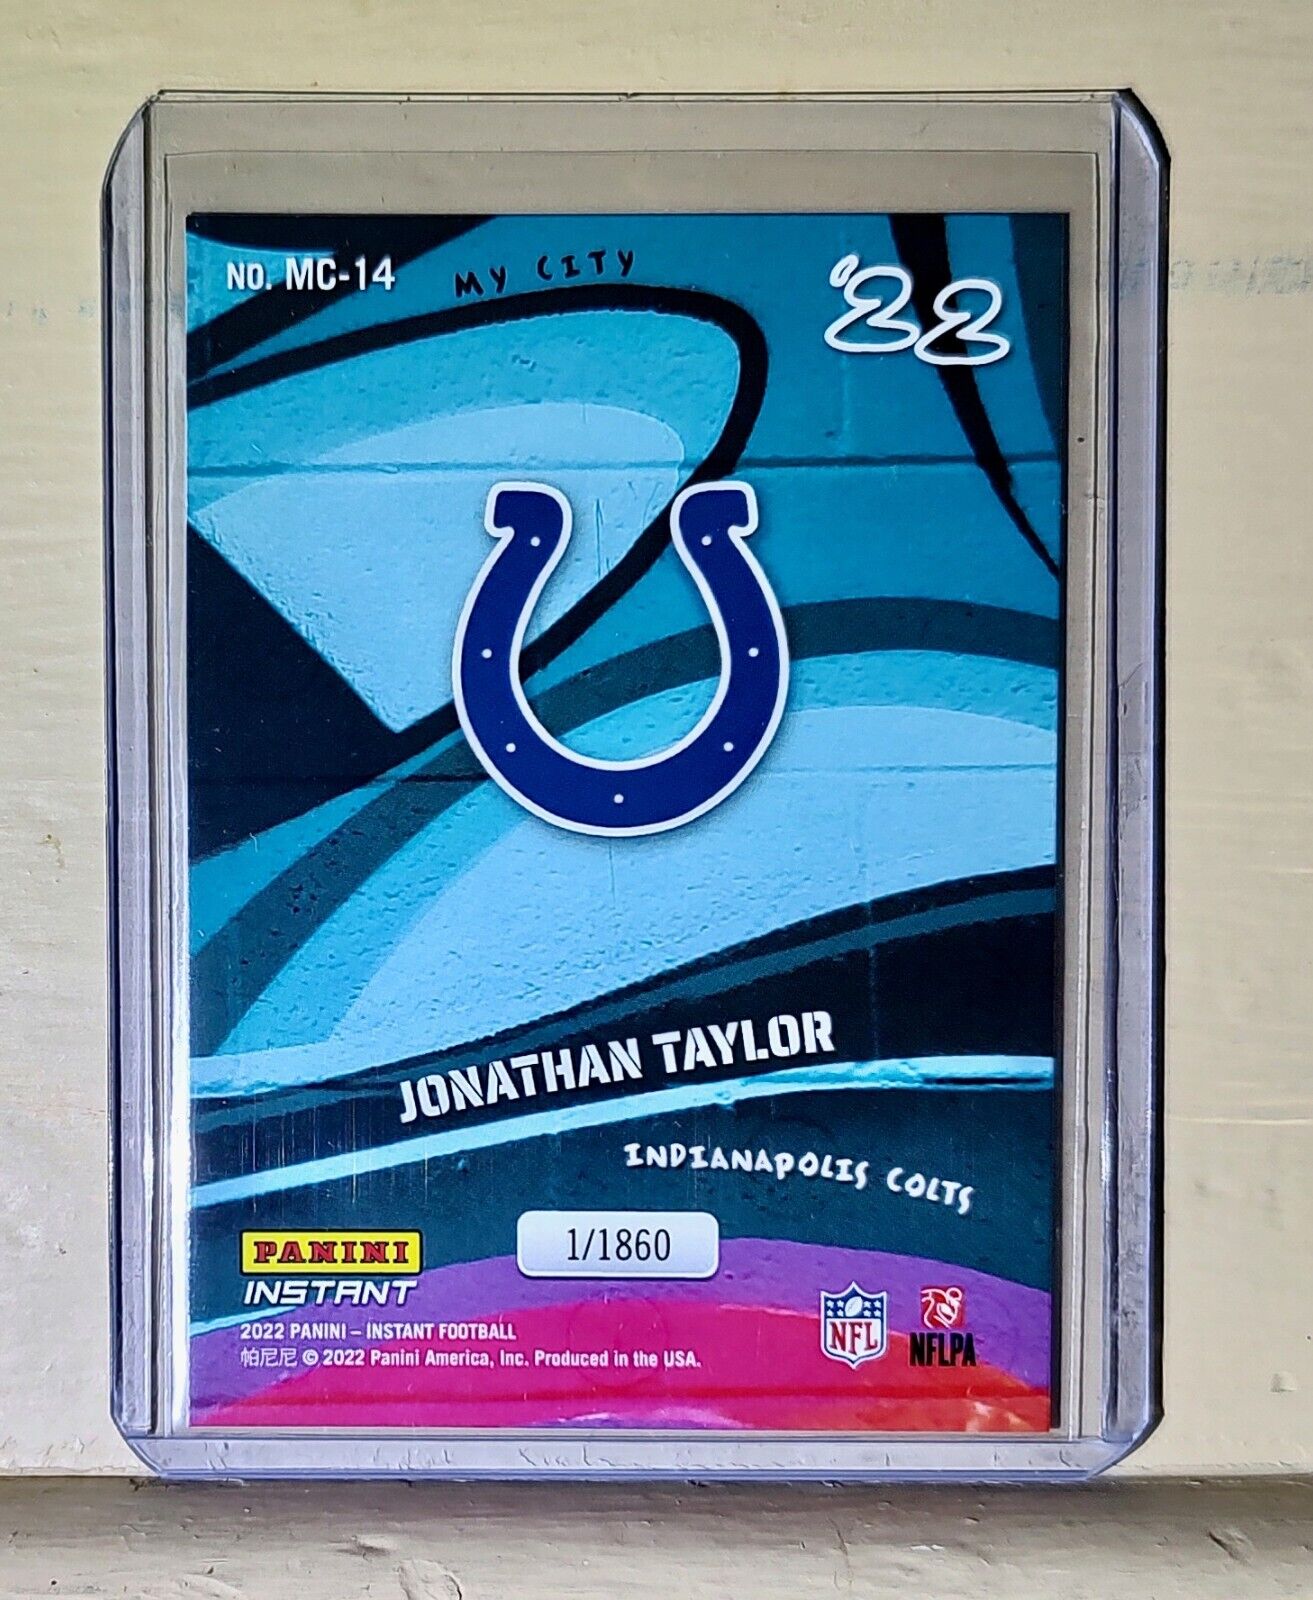 NO. MC-14
MY CITY
'22
JONATHAN TAYLOR
INDIANAPOLIS COLTS
1/1860
PANINI
INSTANT
2022 PANINI – INSTANT FOOTBALL
帕尼尼 © 2022 Panini America, Inc. Produced in the USA.
NFL
NFLPA